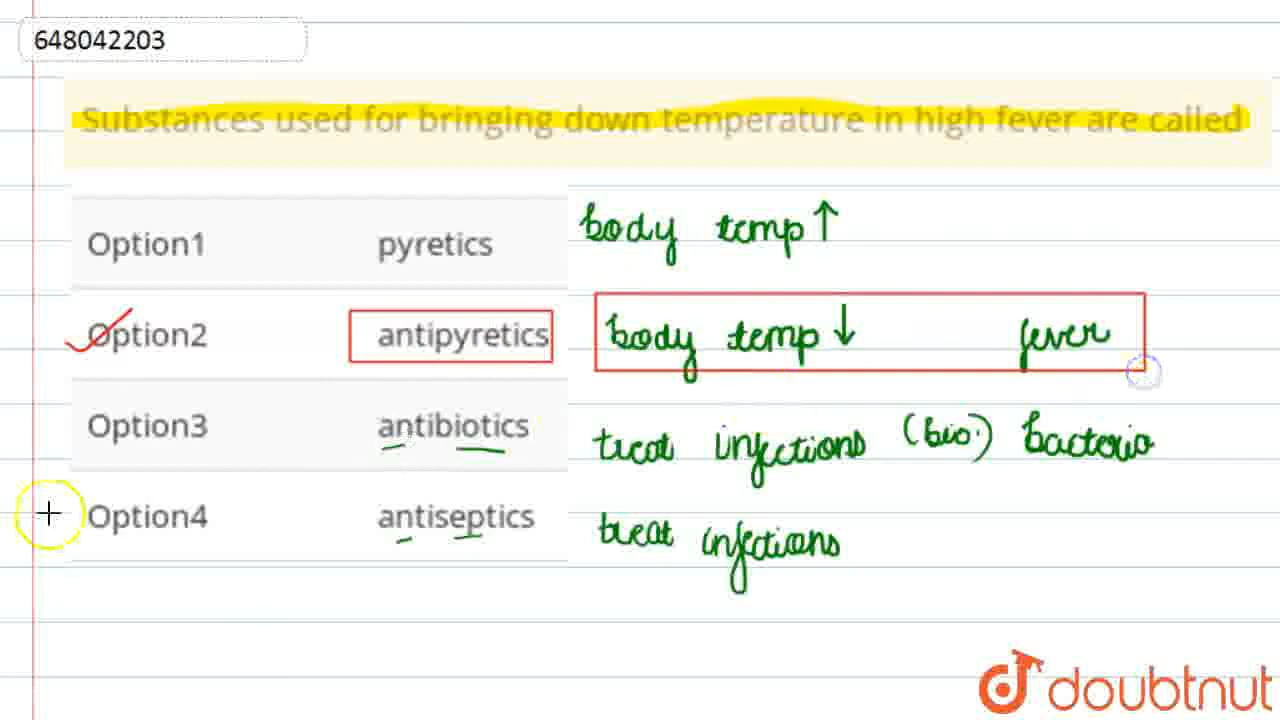 648042203
Substances used for bringing down temperature in high fever are called
Option1 pyretics body temp ↑
Option2 antipyretics body temp ↓ fever
Option3 antibiotics treat infections (bio.) bacteria
Option4 antiseptics treat infections
doubtnut